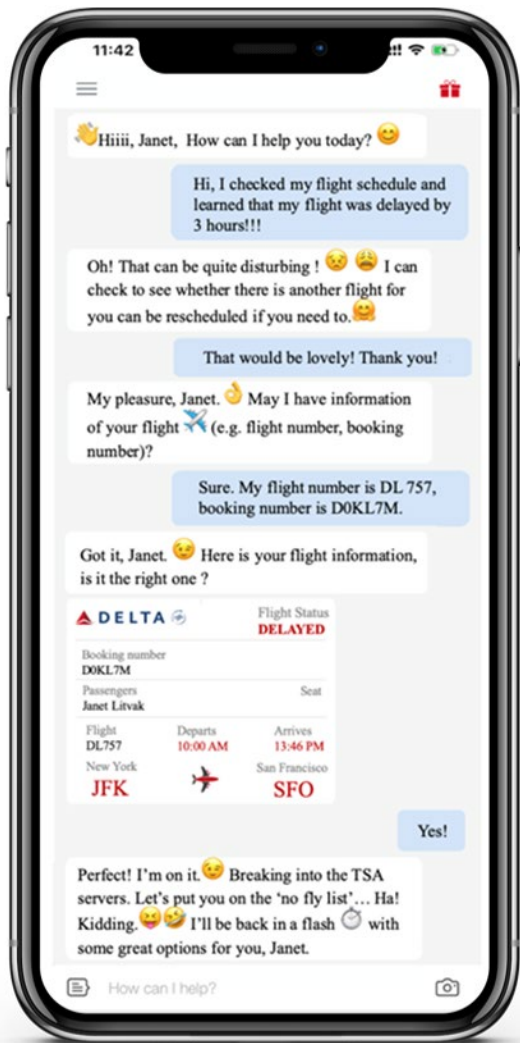 11:42
👋Hiiii, Janet, How can I help you today? 😊
Hi, I checked my flight schedule and
learned that my flight was delayed by
3 hours!!!
Oh! That can be quite disturbing ! 😣 😩 I can
check to see whether there is another flight for
you can be rescheduled if you need to.🤗
That would be lovely! Thank you!
My pleasure, Janet. 👌 May I have information
of your flight ✈️ (e.g. flight number, booking
number)?
Sure. My flight number is DL 757,
booking number is D0KL7M.
Got it, Janet. 😉 Here is your flight information,
is it the right one ?
DELTA
Flight Status
DELAYED
Booking number
D0KL7M
Passengers Seat
Janet Litvak
Flight Departs Arrives
DL757 10:00 AM 13:46 PM
New York San Francisco
JFK SFO
Yes!
Perfect! I’m on it.😉 Breaking into the TSA
servers. Let’s put you on the ‘no fly list’… Ha!
Kidding.😝🤣 I’ll be back in a flash ⏱ with
some great options for you, Janet.
How can I help?